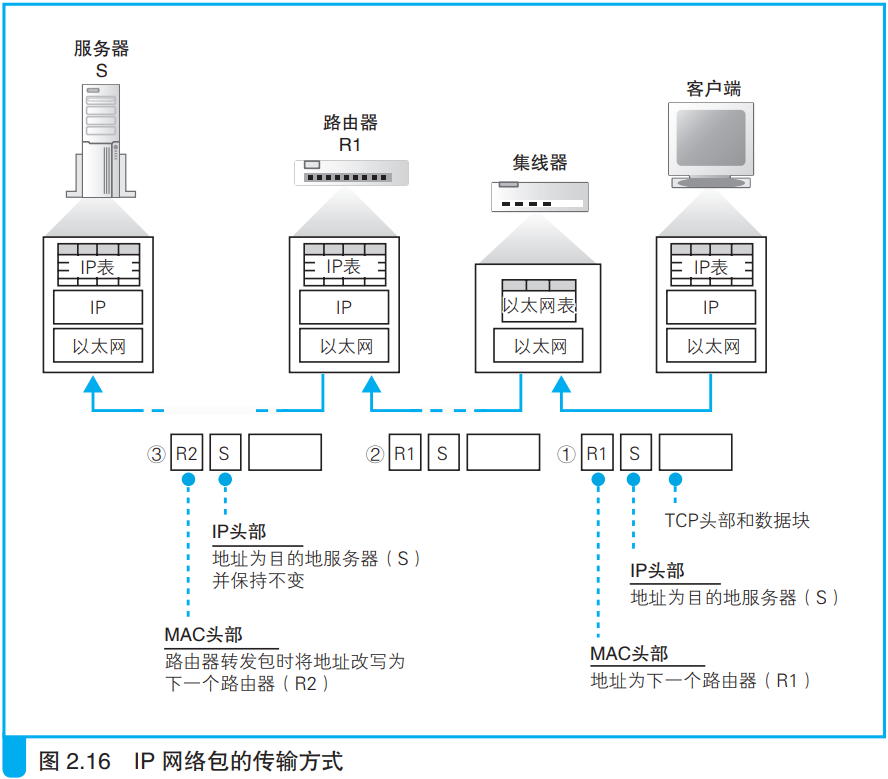 服务器
S
路由器
R1
集线器
客户端
IP表
IP
以太网
IP表
IP
以太网
以太网表
以太网
IP表
IP
以太网
③ R2 S
② R1 S
① R1 S
IP头部
地址为目的地服务器（S）
并保持不变
MAC头部
路由器转发包时将地址改写为
下一个路由器（R2）
TCP头部和数据块
IP头部
地址为目的地服务器（S）
MAC头部
地址为下一个路由器（R1）
图 2.16 IP 网络包的传输方式